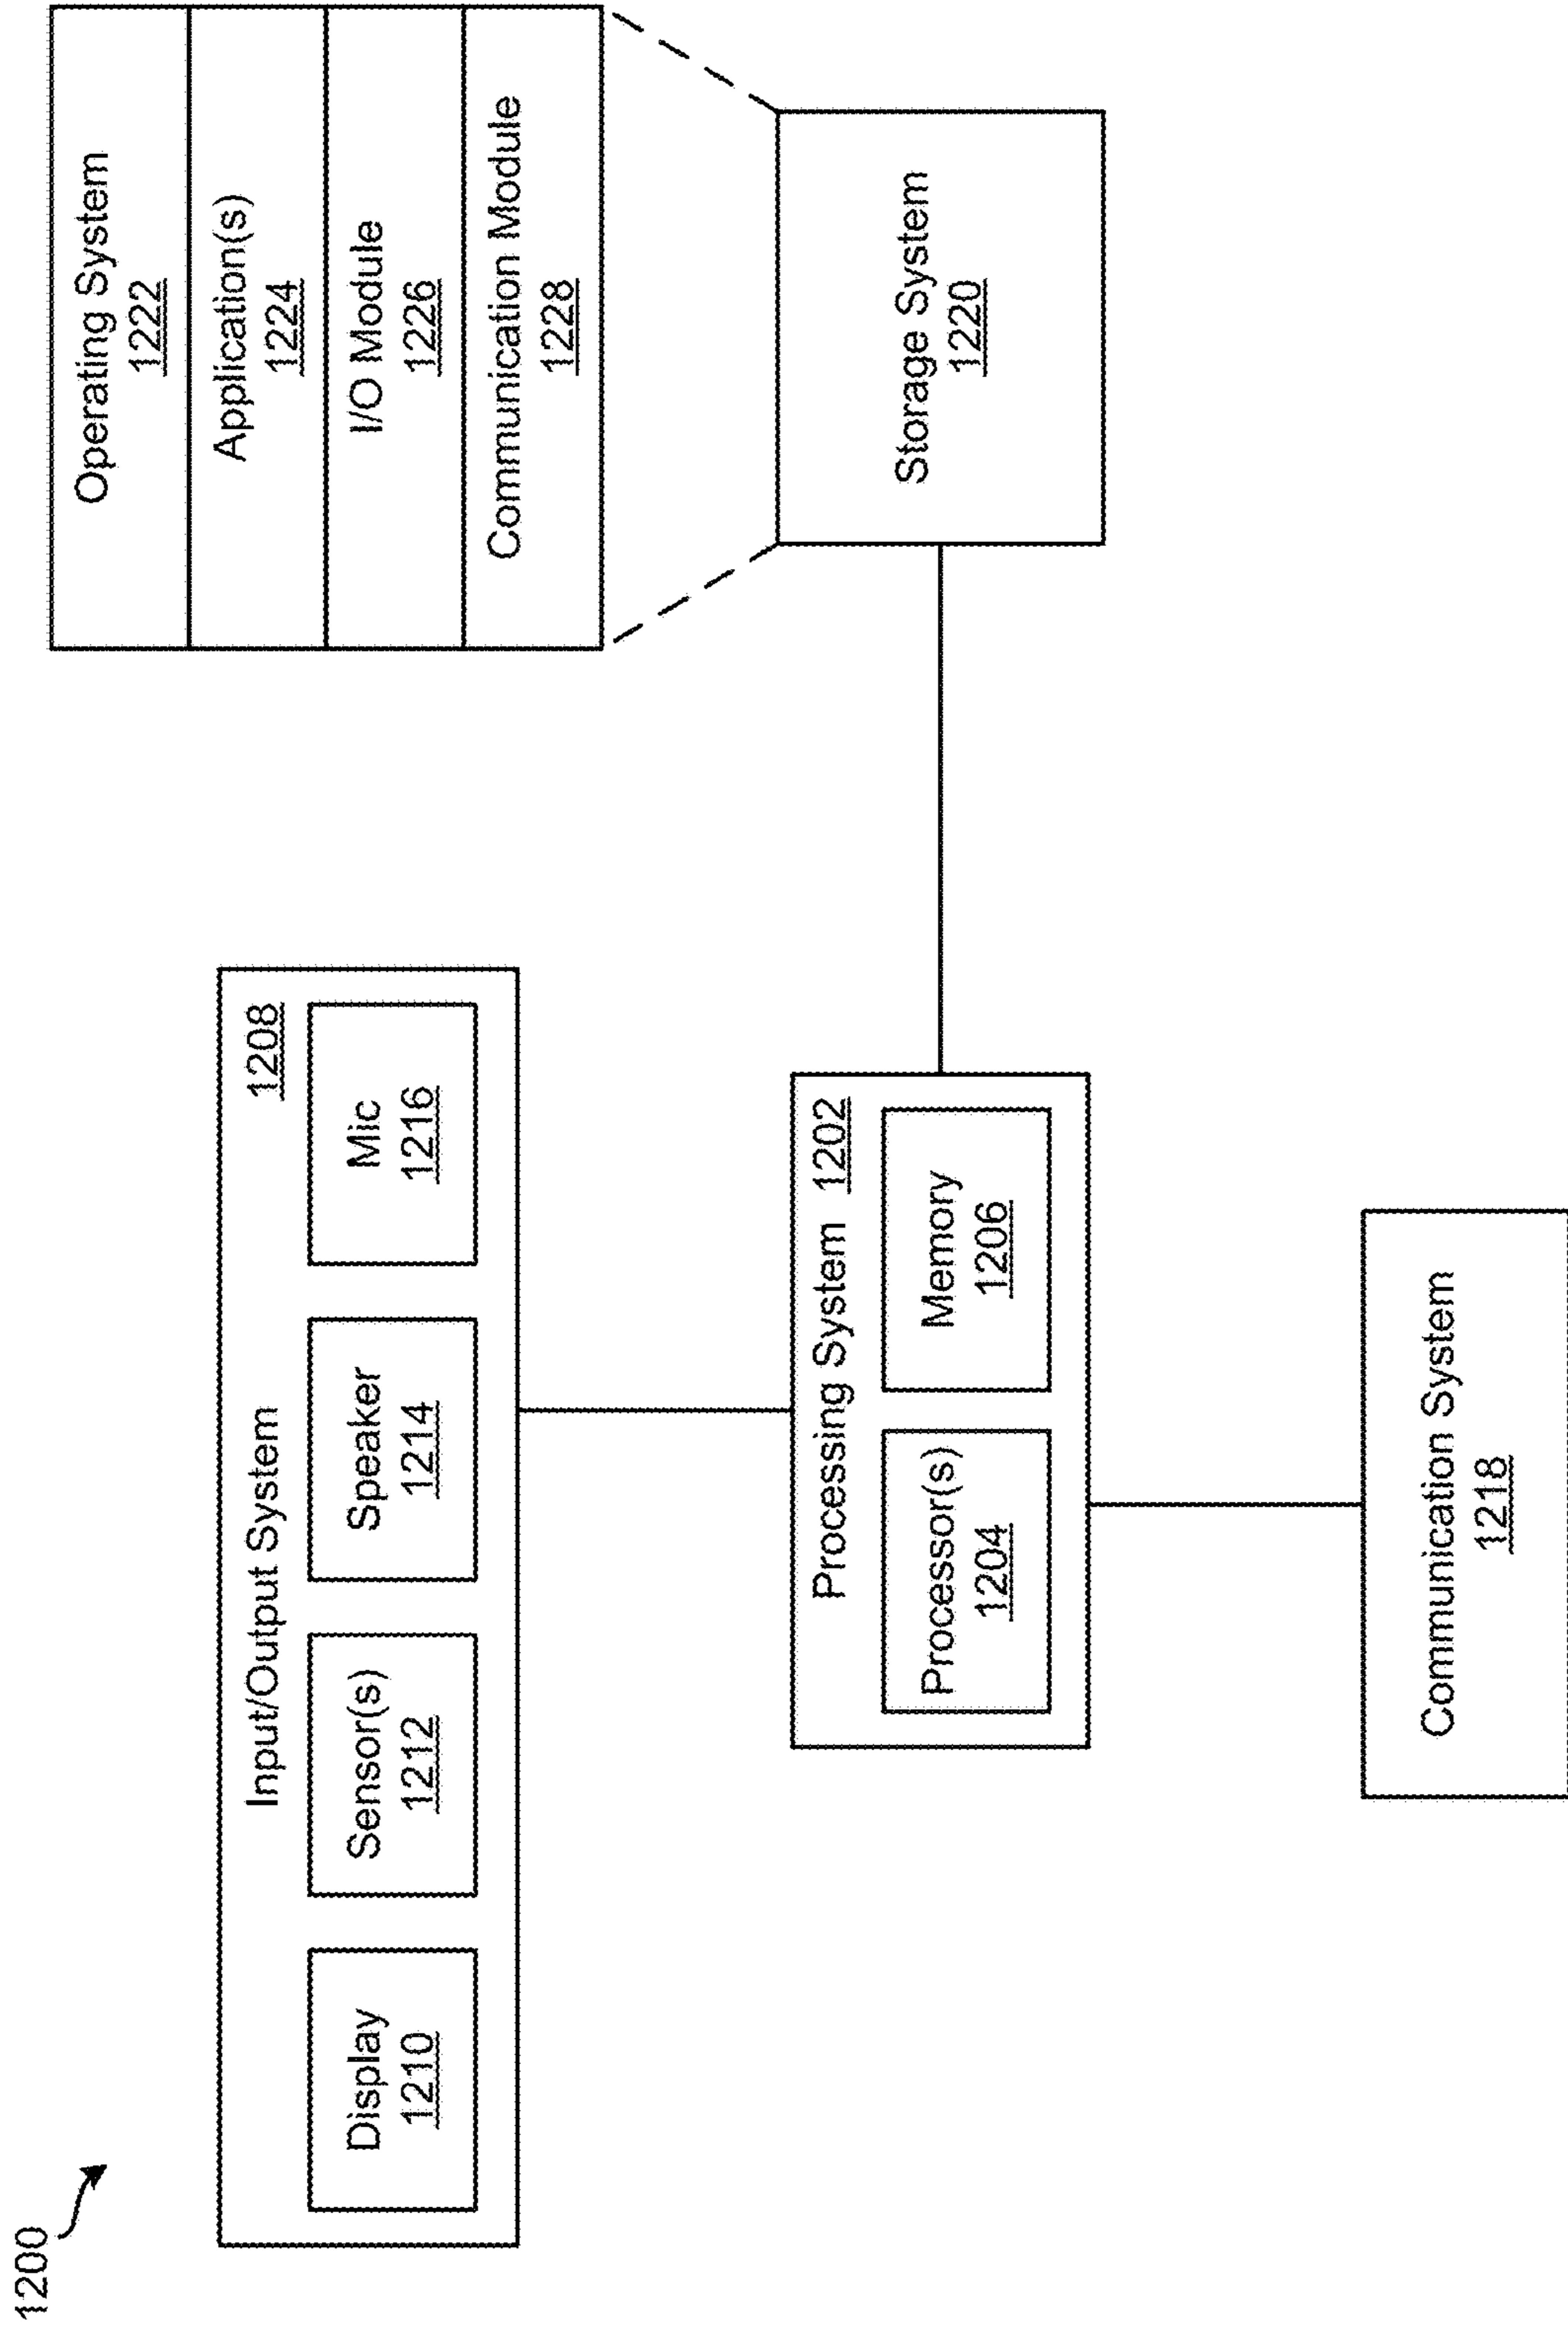 1200
Input/Output System
1208
Display
1210
Sensor(s)
1212
Speaker
1214
Mic
1216
Processing System 1202
Processor(s)
1204
Memory
1206
Communication System
1218
Operating System
1222
Application(s)
1224
I/O Module
1226
Communication Module
1228
Storage System
1220